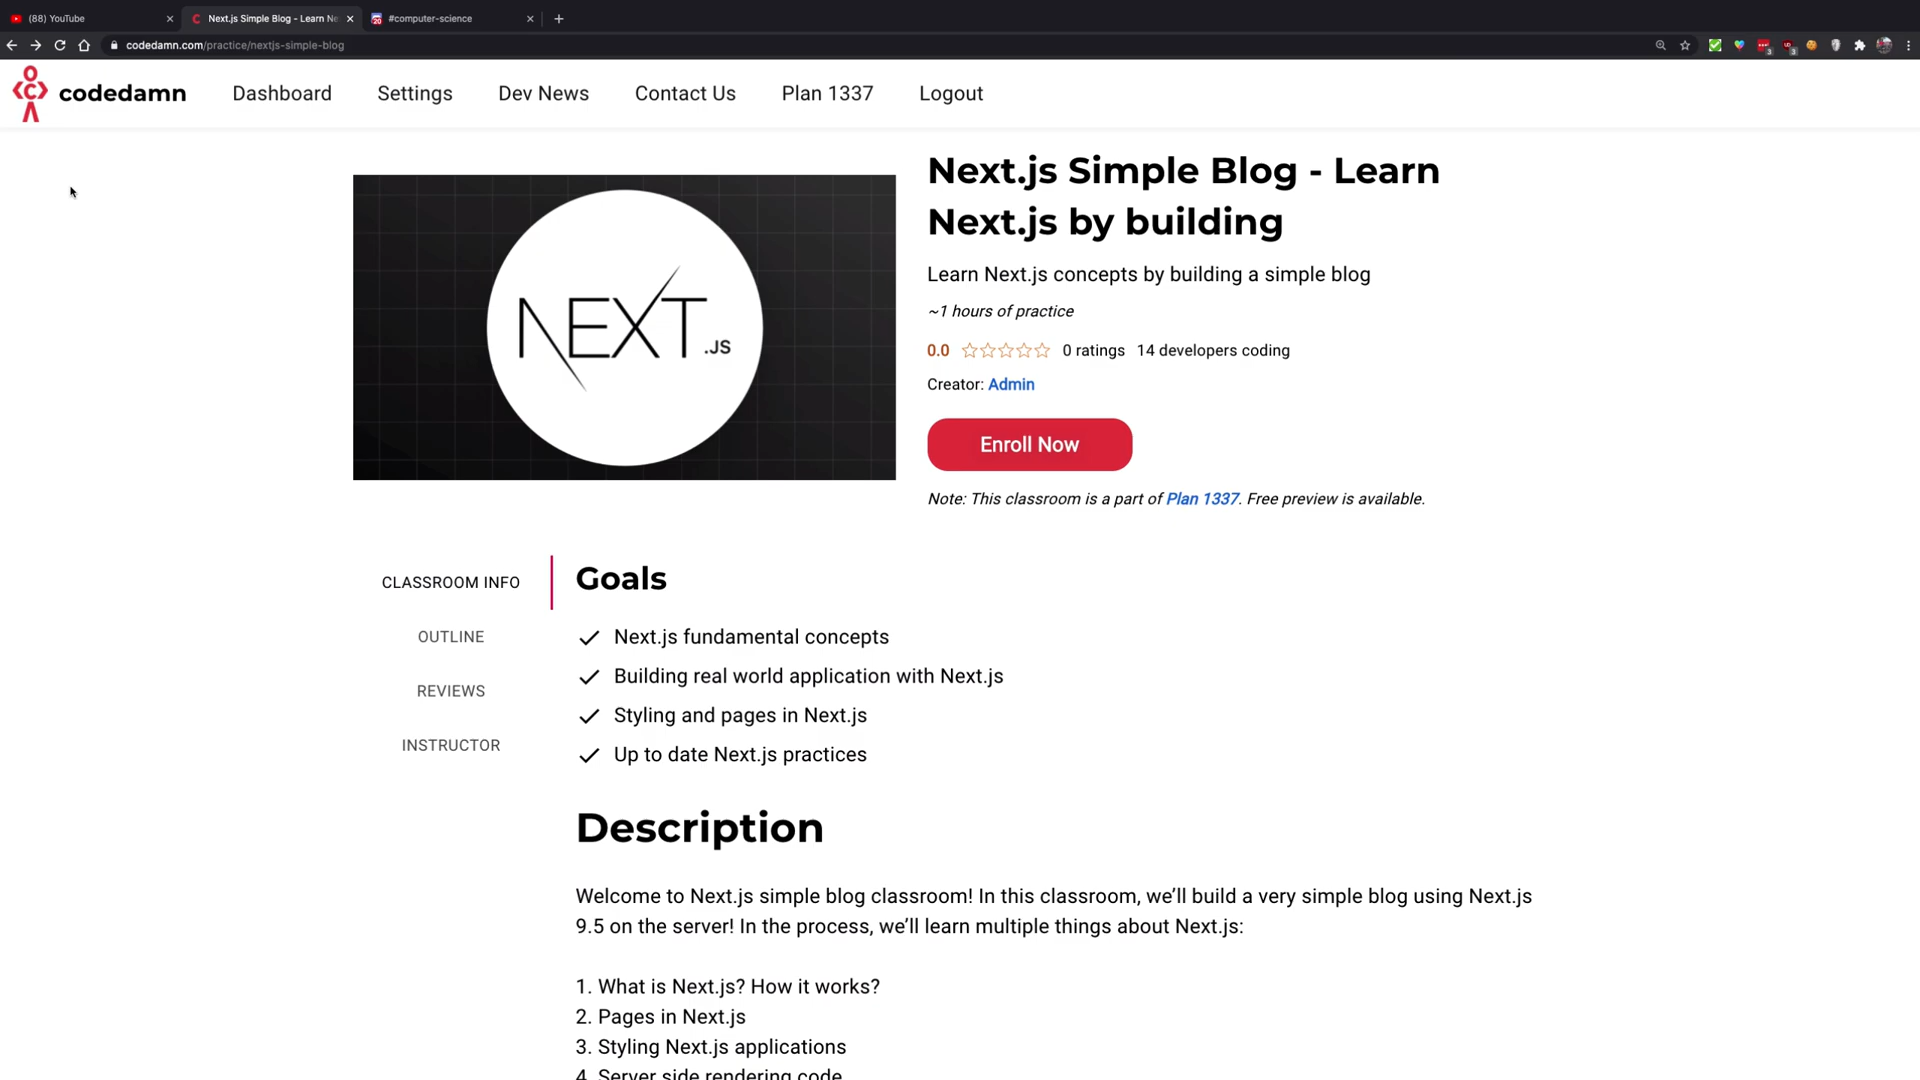 (88) YouTube
Next.js Simple Blog - Learn Ne
#computer-science
codedamn.com/practice/nextjs-simple-blog
codedamn
Dashboard
Settings
Dev News
Contact Us
Plan 1337
Logout
NEXT
.JS
Next.js Simple Blog - Learn
Next.js by building
Learn Next.js concepts by building a simple blog
~1 hours of practice
0.0 0 ratings 14 developers coding
Creator: Admin
Enroll Now
Note: This classroom is a part of Plan 1337. Free preview is available.
CLASSROOM INFO
OUTLINE
REVIEWS
INSTRUCTOR
Goals
Next.js fundamental concepts
Building real world application with Next.js
Styling and pages in Next.js
Up to date Next.js practices
Description
Welcome to Next.js simple blog classroom! In this classroom, we’ll build a very simple blog using Next.js
9.5 on the server! In the process, we’ll learn multiple things about Next.js:
1. What is Next.js? How it works?
2. Pages in Next.js
3. Styling Next.js applications
4. Server side rendering code